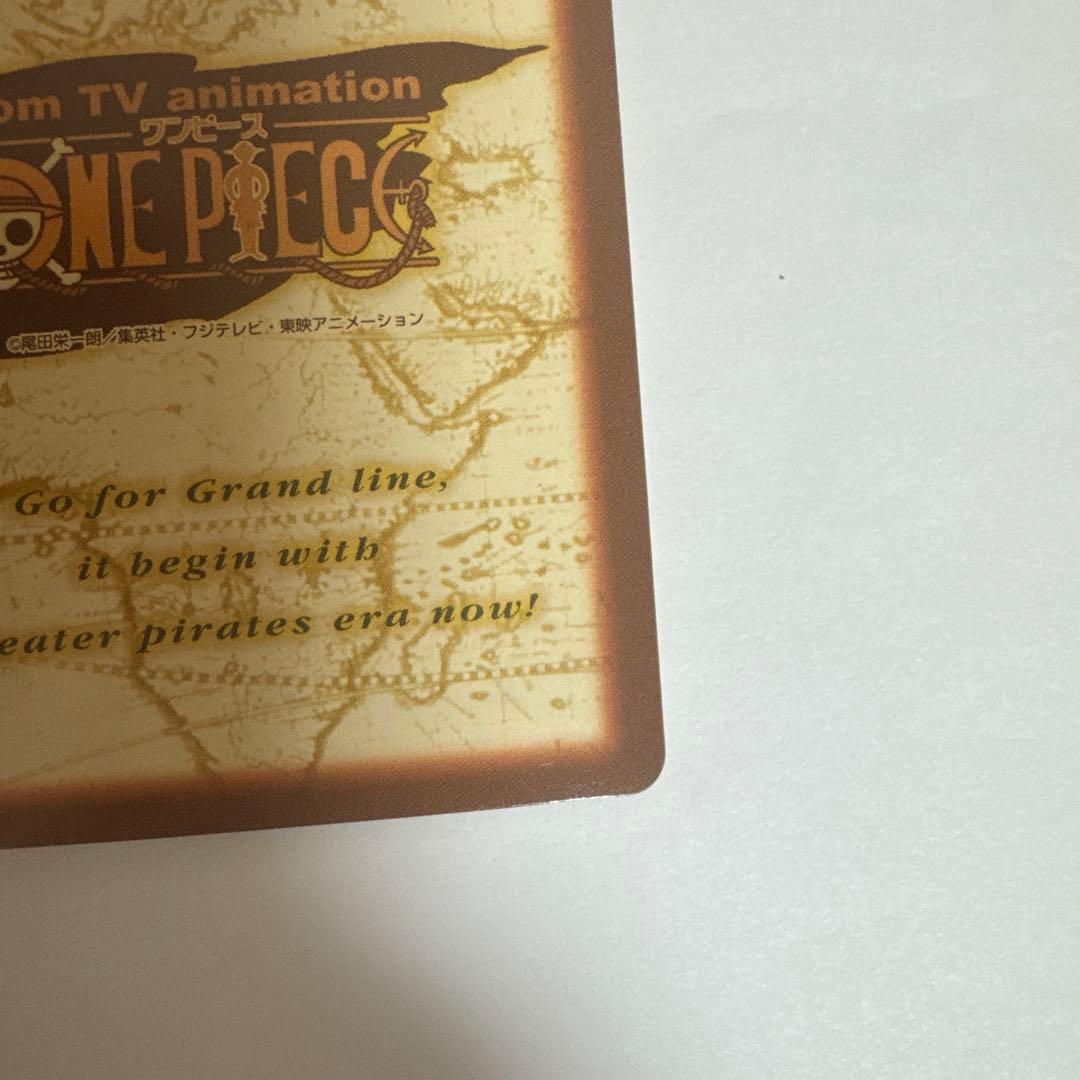 om TV animation
ワンピース
ONE PIECE
©尾田栄一郎/集英社・フジテレビ・東映アニメーション
Go for Grand line,
it begin with
eater pirates era now!